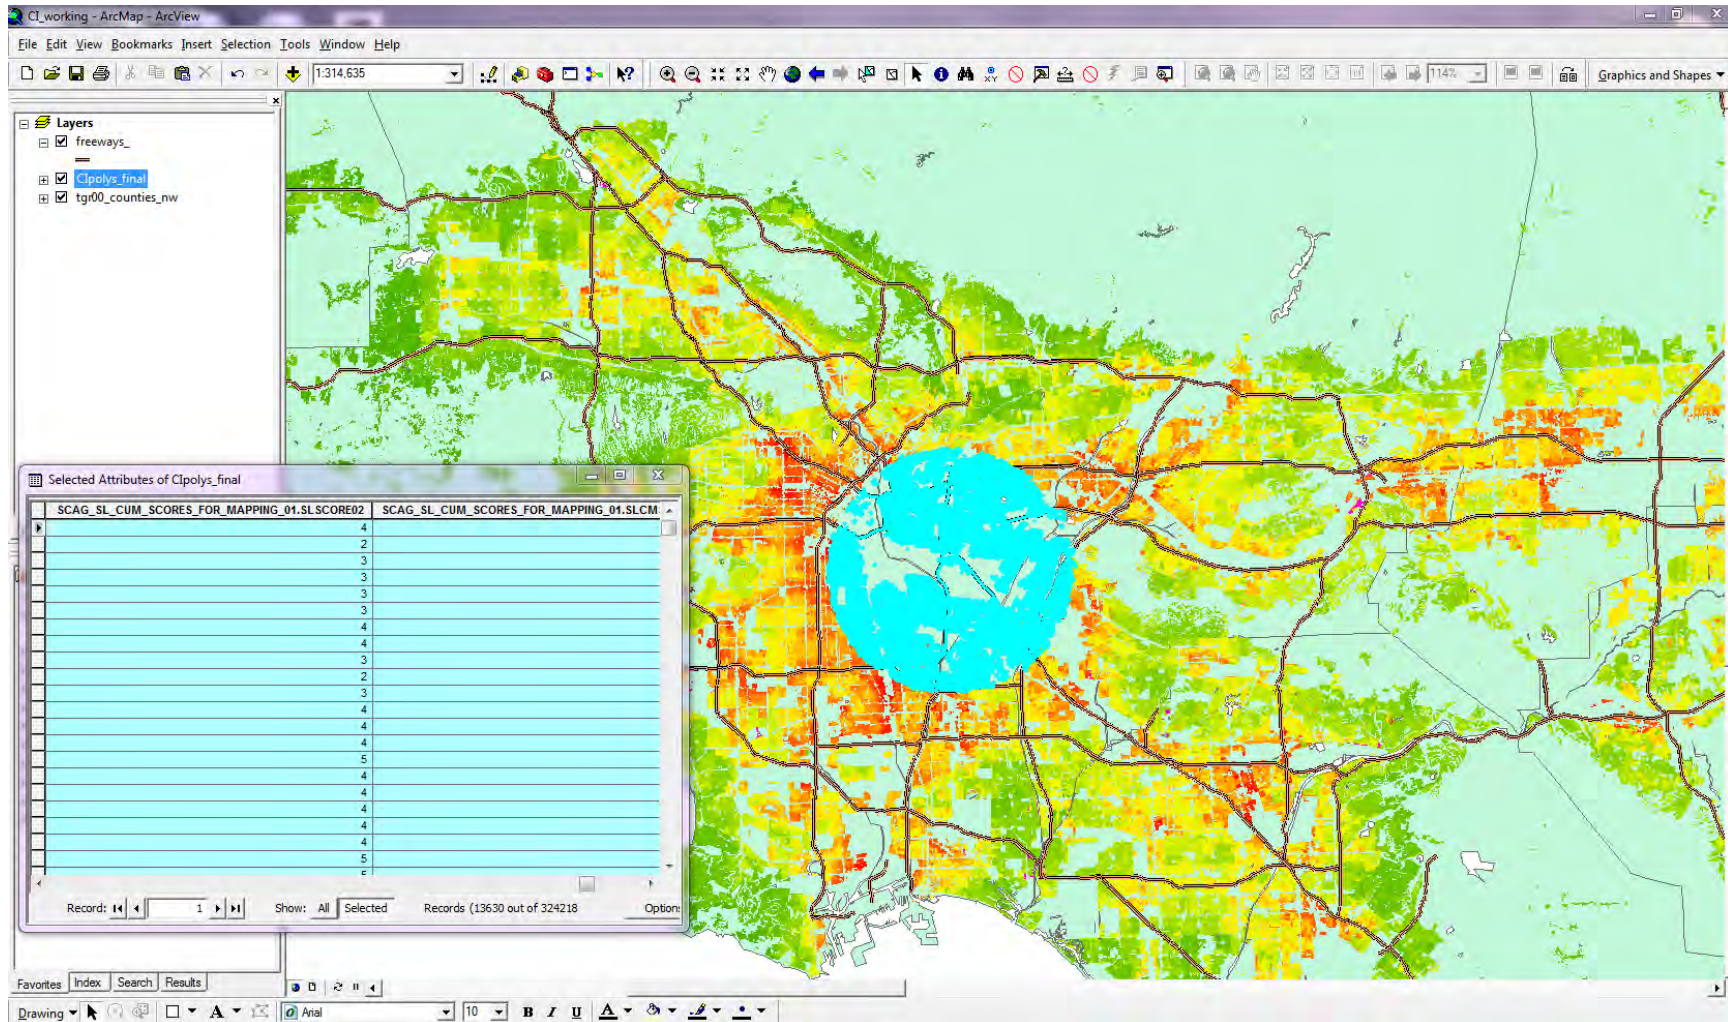 CI_working - ArcMap - ArcView
File Edit View Bookmarks Insert Selection Tools Window Help
1:314,635
114%
Graphics and Shapes
Layers
freeways_
CIpolys_final
tgr00_counties_nw
Selected Attributes of CIpolys_final
SCAG_SL_CUM_SCORES_FOR_MAPPING_01.SLSCORE02 SCAG_SL_CUM_SCORES_FOR_MAPPING_01.SLCM
4
2
3
3
3
3
4
4
3
2
3
4
4
4
5
4
4
4
4
4
5
Record: 1 Show: All Selected Records (13630 out of 324218 Option
Favorites Index Search Results
Drawing A Arial 10 B I U A